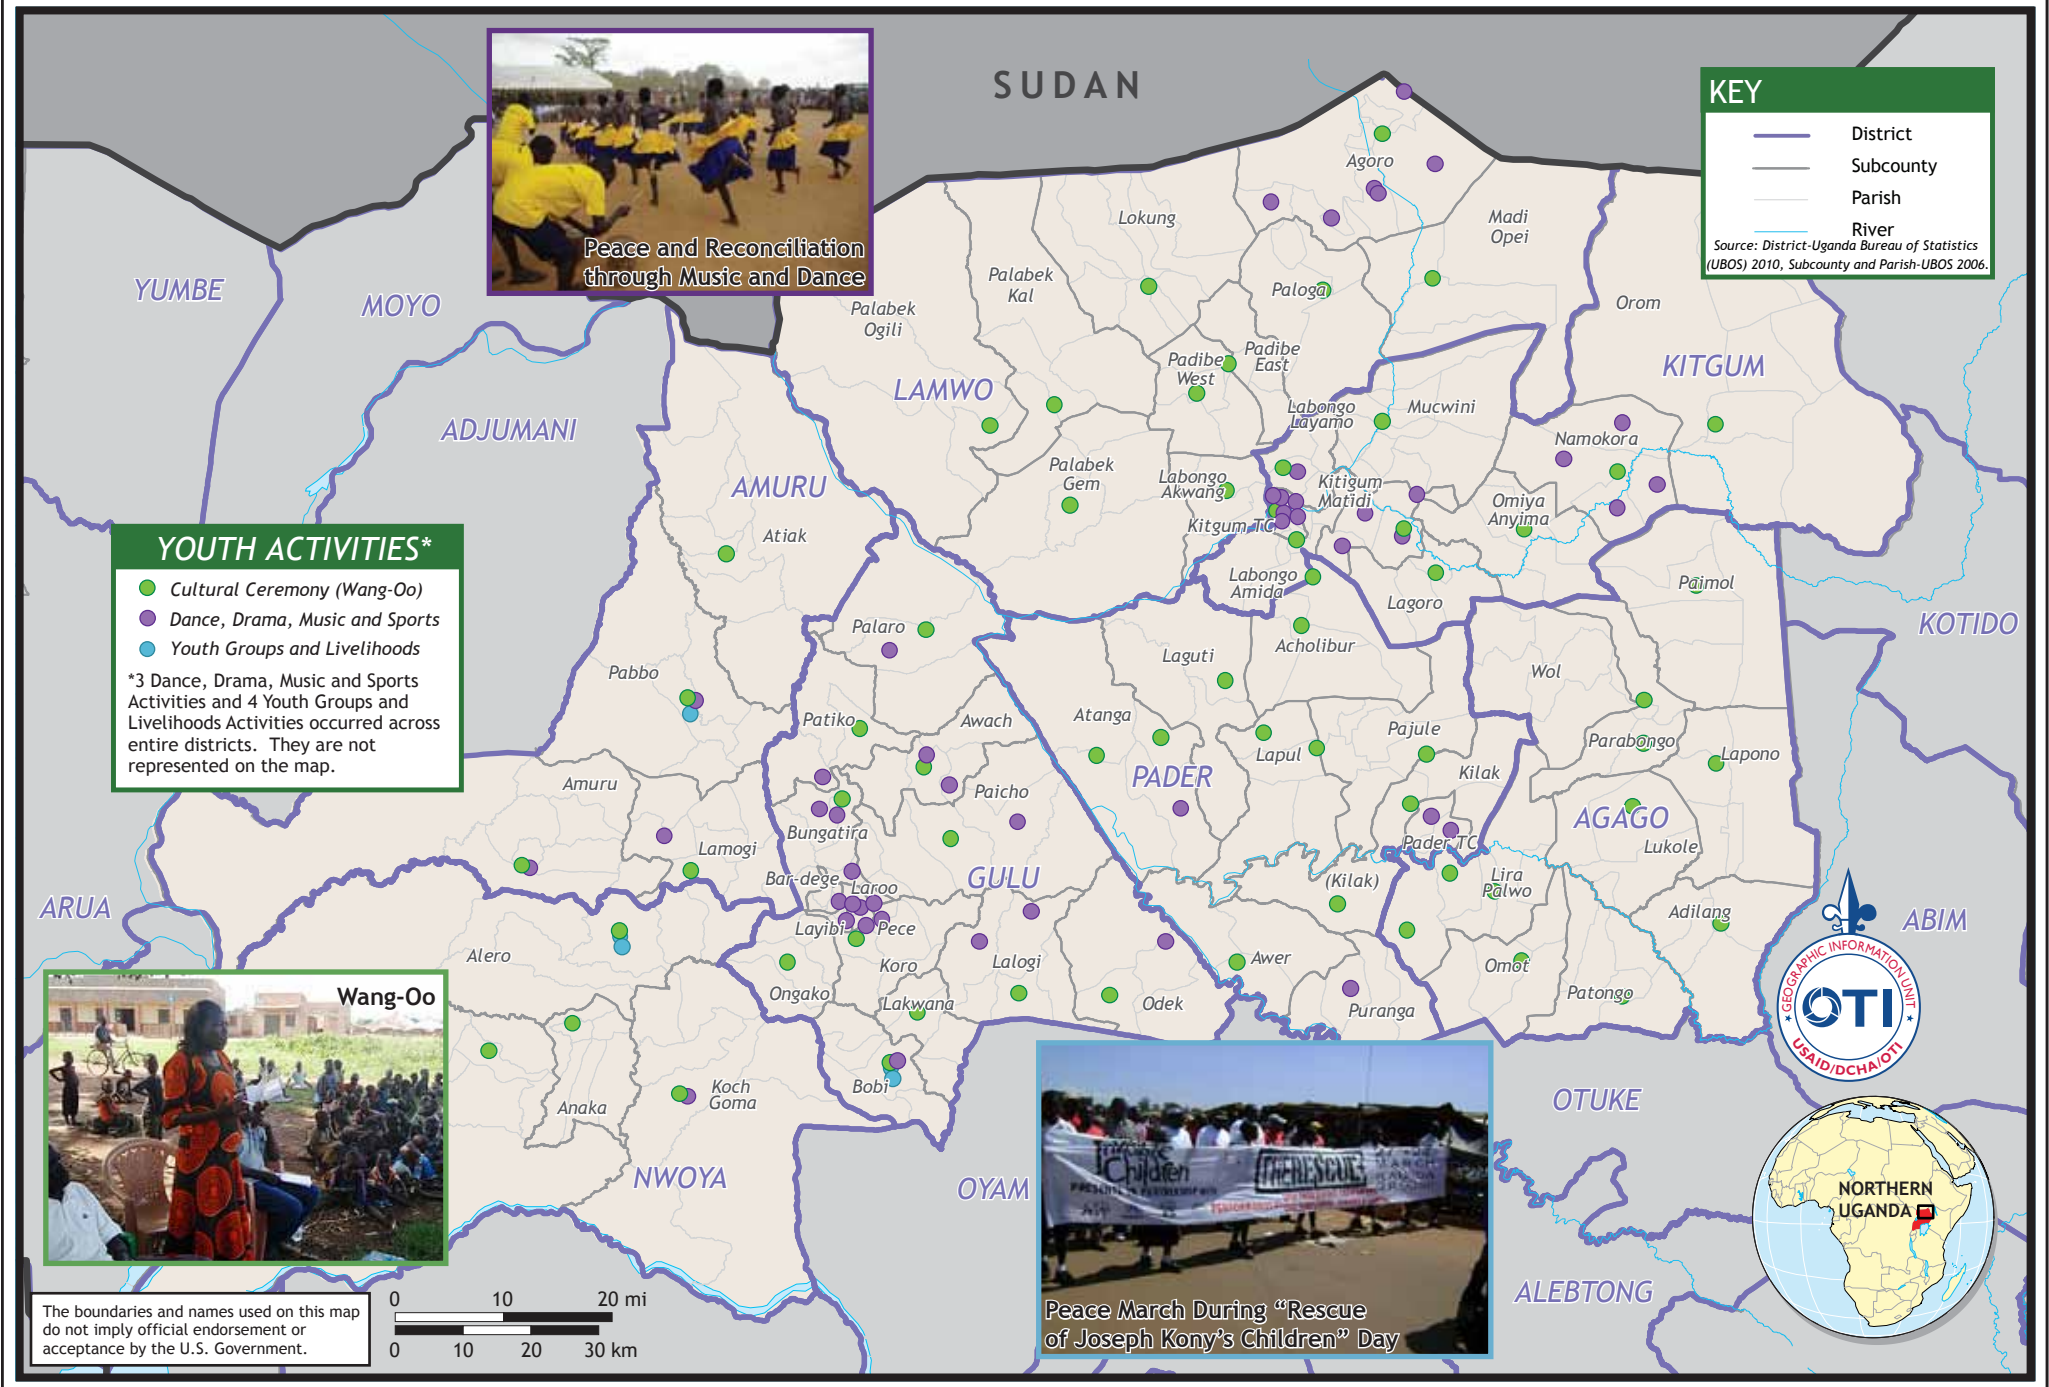 SUDAN
KEY
District
Subcounty
Parish
River
Source: District-Uganda Bureau of Statistics
(UBOS) 2010, Subcounty and Parish-UBOS 2006.
Peace and Reconciliation
through Music and Dance
YUMBE
MOYO
ADJUMANI
Agoro
Lokung
Madi
Opei
Palabek
Kal
Palabek
Ogili
Paloga
Orom
KITGUM
Padibe
West
Padibe
East
LAMWO
Labongo
Layamo
Mucwini
Namokora
AMURU
Atiak
Palabek
Gem
Labongo
Akwang
Kitigum
Matidi
Kitgum TC
Omiya
Anyima
Labongo
Amida
Lagoro
Paimol
KOTIDO
YOUTH ACTIVITIES*
Cultural Ceremony (Wang-Oo)
Dance, Drama, Music and Sports
Youth Groups and Livelihoods
*3 Dance, Drama, Music and Sports
Activities and 4 Youth Groups and
Livelihoods Activities occurred across
entire districts. They are not
represented on the map.
Palaro
Pabbo
Laguti
Acholibur
Wol
Patiko
Awach
Atanga
Pajule
Lapul
Parabongo
Lapono
Kilak
Amuru
Paicho
PADER
AGAGO
Bungatira
Lamogi
Pader TC
Lukole
Bar-dege
Laroo
GULU
(Kilak)
Lira
Palwo
Layibi
Pece
Adilang
ARUA
ABIM
Alero
Koro
Lalogi
Awer
Omot
Ongako
Lakwana
Odek
Puranga
Patongo
Wang-Oo
Anaka
Koch
Goma
Bobi
NWOYA
OYAM
OTUKE
ALEBTONG
GEOGRAPHIC INFORMATION UNIT
OTI
USAID/DCHA/OTI
NORTHERN
UGANDA
Children
THERESCUE
Peace March During “Rescue
of Joseph Kony’s Children” Day
The boundaries and names used on this map
do not imply official endorsement or
acceptance by the U.S. Government.
0 10 20 mi
0 10 20 30 km